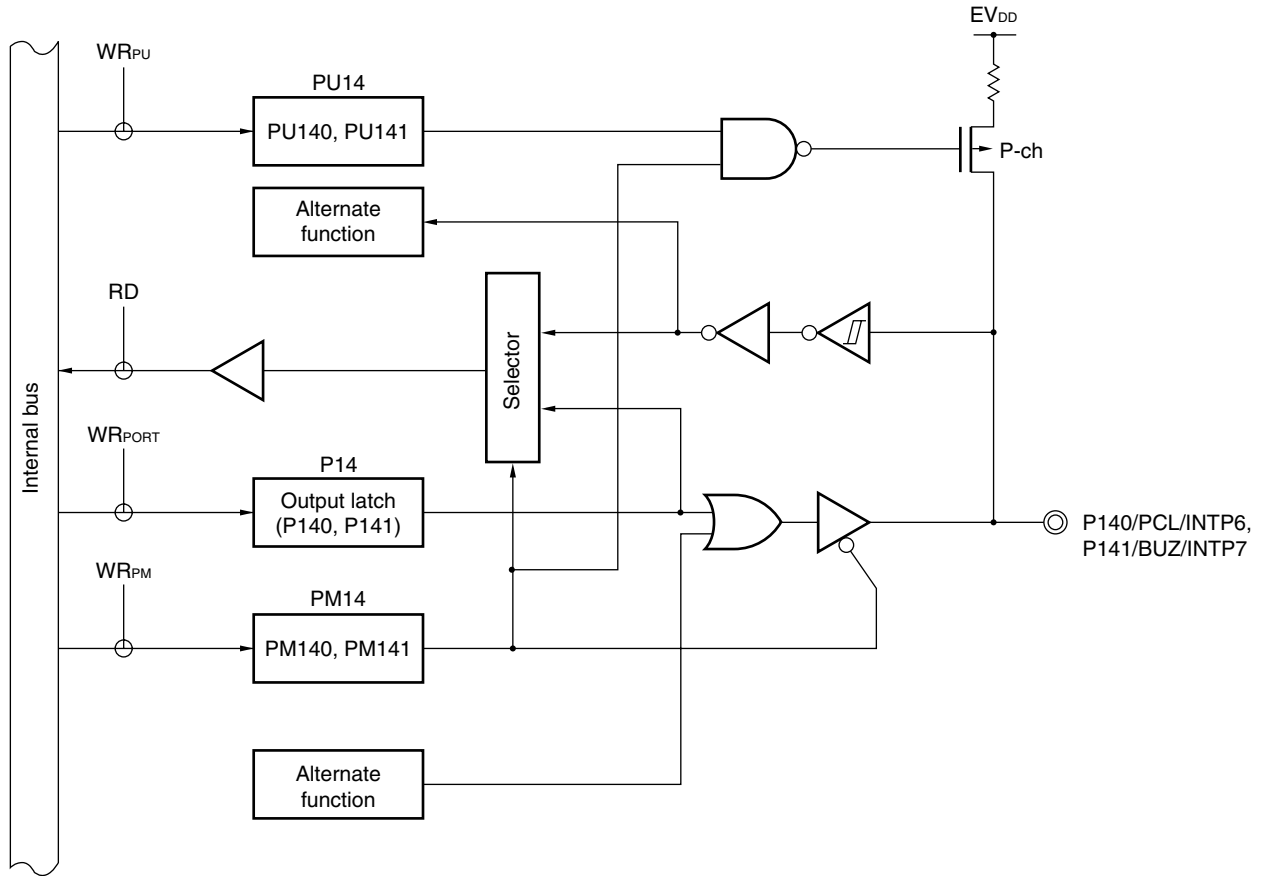 EVDD
WRPU
PU14
PU140, PU141
P-ch
Alternate
function
RD
Selector
Internal bus
WRPORT
P14
Output latch
(P140, P141)
P140/PCL/INTP6,
P141/BUZ/INTP7
WRPM
PM14
PM140, PM141
Alternate
function